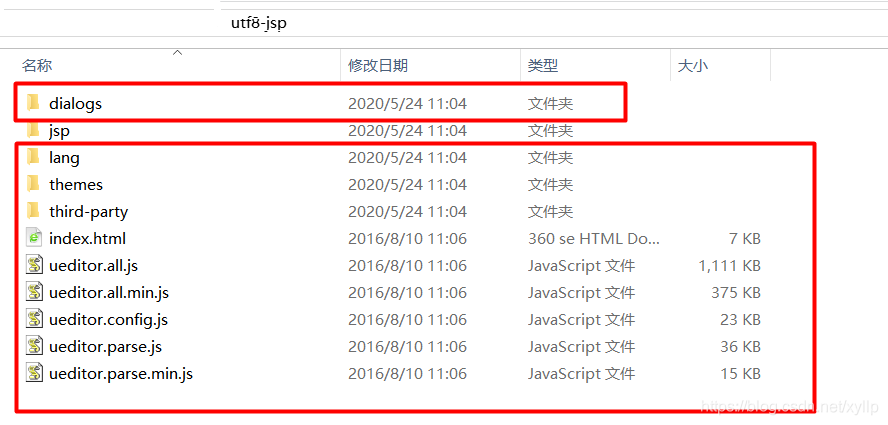 utf8-jsp
名称 修改日期 类型 大小
dialogs 2020/5/24 11:04 文件夹
jsp 2020/5/24 11:04 文件夹
lang 2020/5/24 11:04 文件夹
themes 2020/5/24 11:04 文件夹
third-party 2020/5/24 11:04 文件夹
index.html 2016/8/10 11:06 360 se HTML Do... 7 KB
ueditor.all.js 2016/8/10 11:06 JavaScript 文件 1,111 KB
ueditor.all.min.js 2016/8/10 11:06 JavaScript 文件 375 KB
ueditor.config.js 2016/8/10 11:06 JavaScript 文件 23 KB
ueditor.parse.js 2016/8/10 11:06 JavaScript 文件 36 KB
ueditor.parse.min.js 2016/8/10 11:06 JavaScript 文件 15 KB
https://blog.csdn.net/xyllp